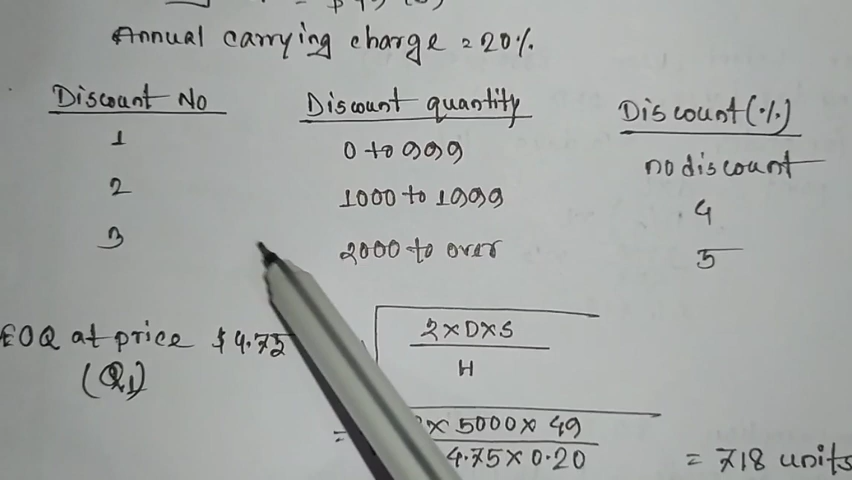 Annual carrying charge = 20%.
Discount No Discount quantity Discount (%)
1 0 to 999 no discount
2 1000 to 1999 4
3 2000 to over 5
EOQ at price $4.75 2×D×S
(Q1) H
= × 5000 × 49
4.75 × 0.20 = 718 units